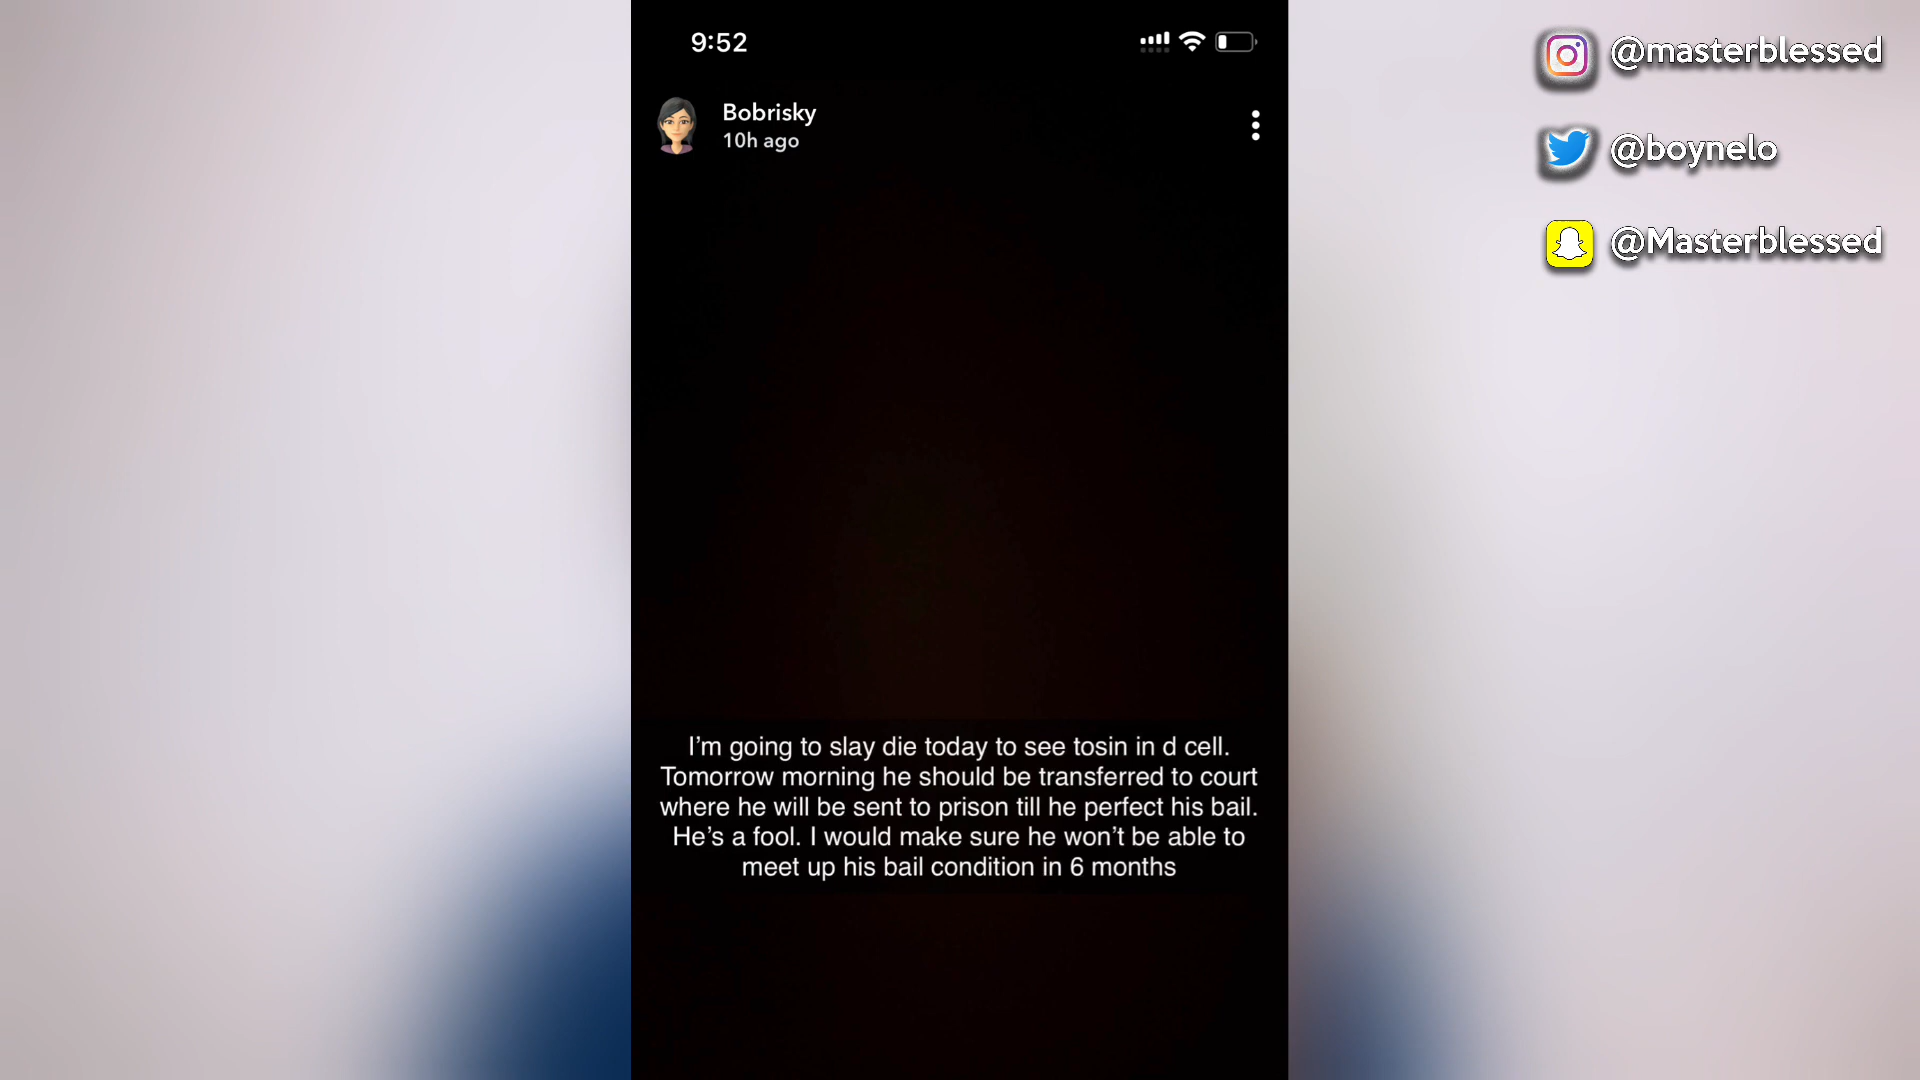 9:52
Bobrisky
10h ago
I'm going to slay die today to see tosin in d cell.
Tomorrow morning he should be transferred to court
where he will be sent to prison till he perfect his bail.
He's a fool. I would make sure he won't be able to
meet up his bail condition in 6 months
@masterblessed
@boynelo
@Masterblessed